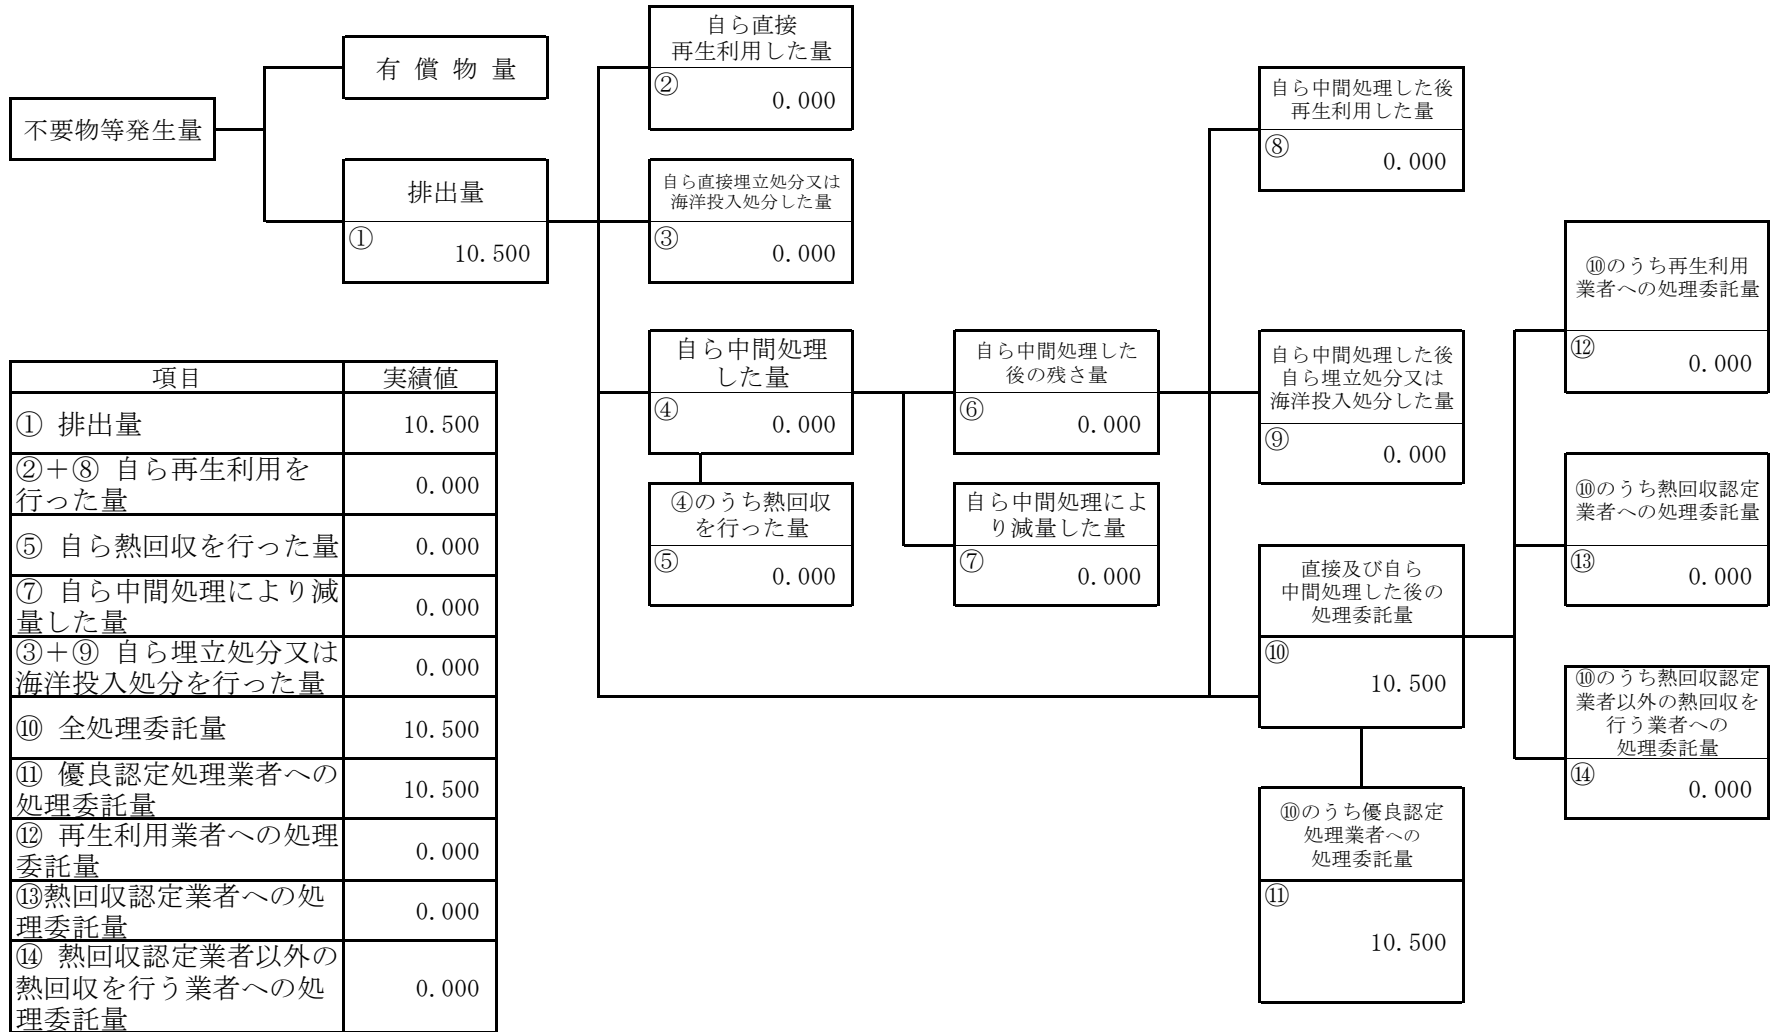 不要物等発生量
有 償 物 量
排出量
①
10.500
自ら直接
再生利用した量
②
0.000
自ら直接埋立処分又は
海洋投入処分した量
③
0.000
自ら中間処理
した量
④
0.000
④のうち熱回収
を行った量
⑤
0.000
自ら中間処理した
後の残さ量
⑥
0.000
自ら中間処理によ
り減量した量
⑦
0.000
自ら中間処理した後
再生利用した量
⑧
0.000
自ら中間処理した後
自ら埋立処分又は
海洋投入処分した量
⑨
0.000
直接及び自ら
中間処理した後の
処理委託量
⑩
10.500
⑩のうち優良認定
処理業者への
処理委託量
⑪
10.500
⑩のうち再生利用
業者への処理委託量
⑫
0.000
⑩のうち熱回収認定
業者への処理委託量
⑬
0.000
⑩のうち熱回収認定
業者以外の熱回収を
行う業者への
処理委託量
⑭
0.000
項目 実績値
① 排出量 10.500
②+⑧ 自ら再生利用を
行った量 0.000
⑤ 自ら熱回収を行った量 0.000
⑦ 自ら中間処理により減
量した量 0.000
③+⑨ 自ら埋立処分又は
海洋投入処分を行った量 0.000
⑩ 全処理委託量 10.500
⑪ 優良認定処理業者への
処理委託量 10.500
⑫ 再生利用業者への処理
委託量 0.000
⑬熱回収認定業者への処
理委託量 0.000
⑭ 熱回収認定業者以外の
熱回収を行う業者への処
理委託量 0.000